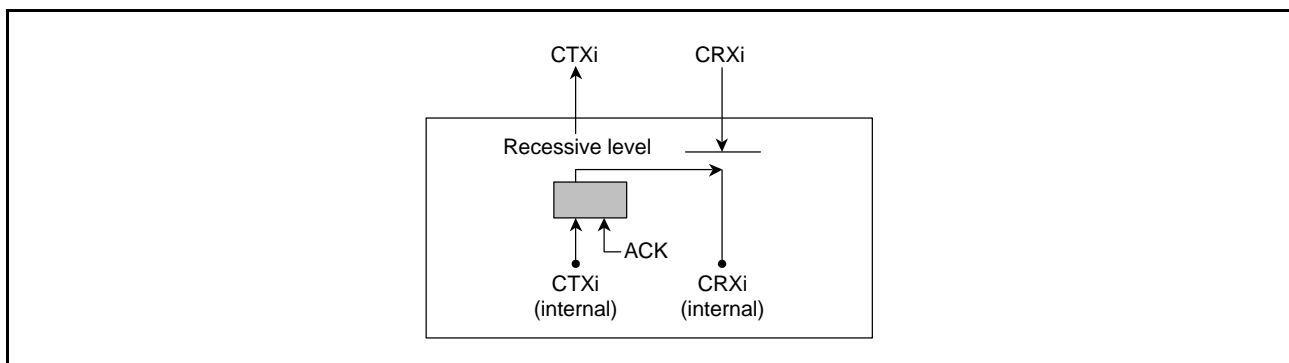 CTXi
CRXi
Recessive level
ACK
CTXi
(internal)
CRXi
(internal)